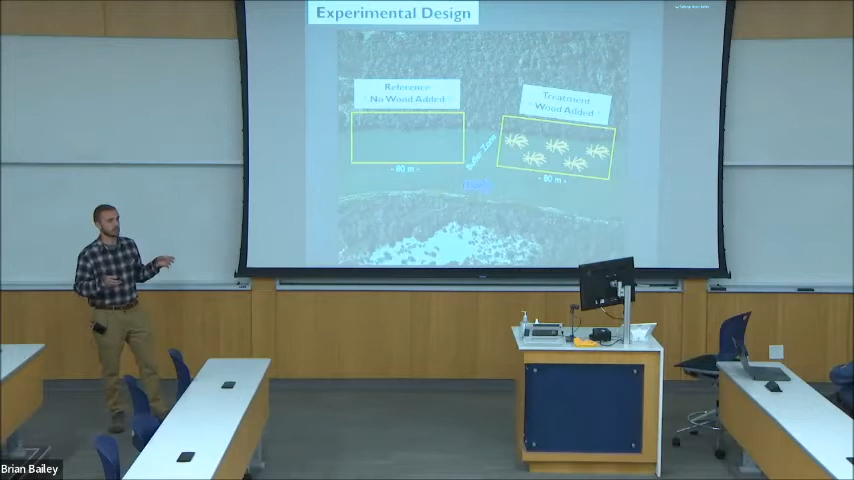 Experimental Design
Reference
No Wood Added
Treatment
Wood Added
Buffer Zone
- 80 m -
- 80 m -
Brian Bailey